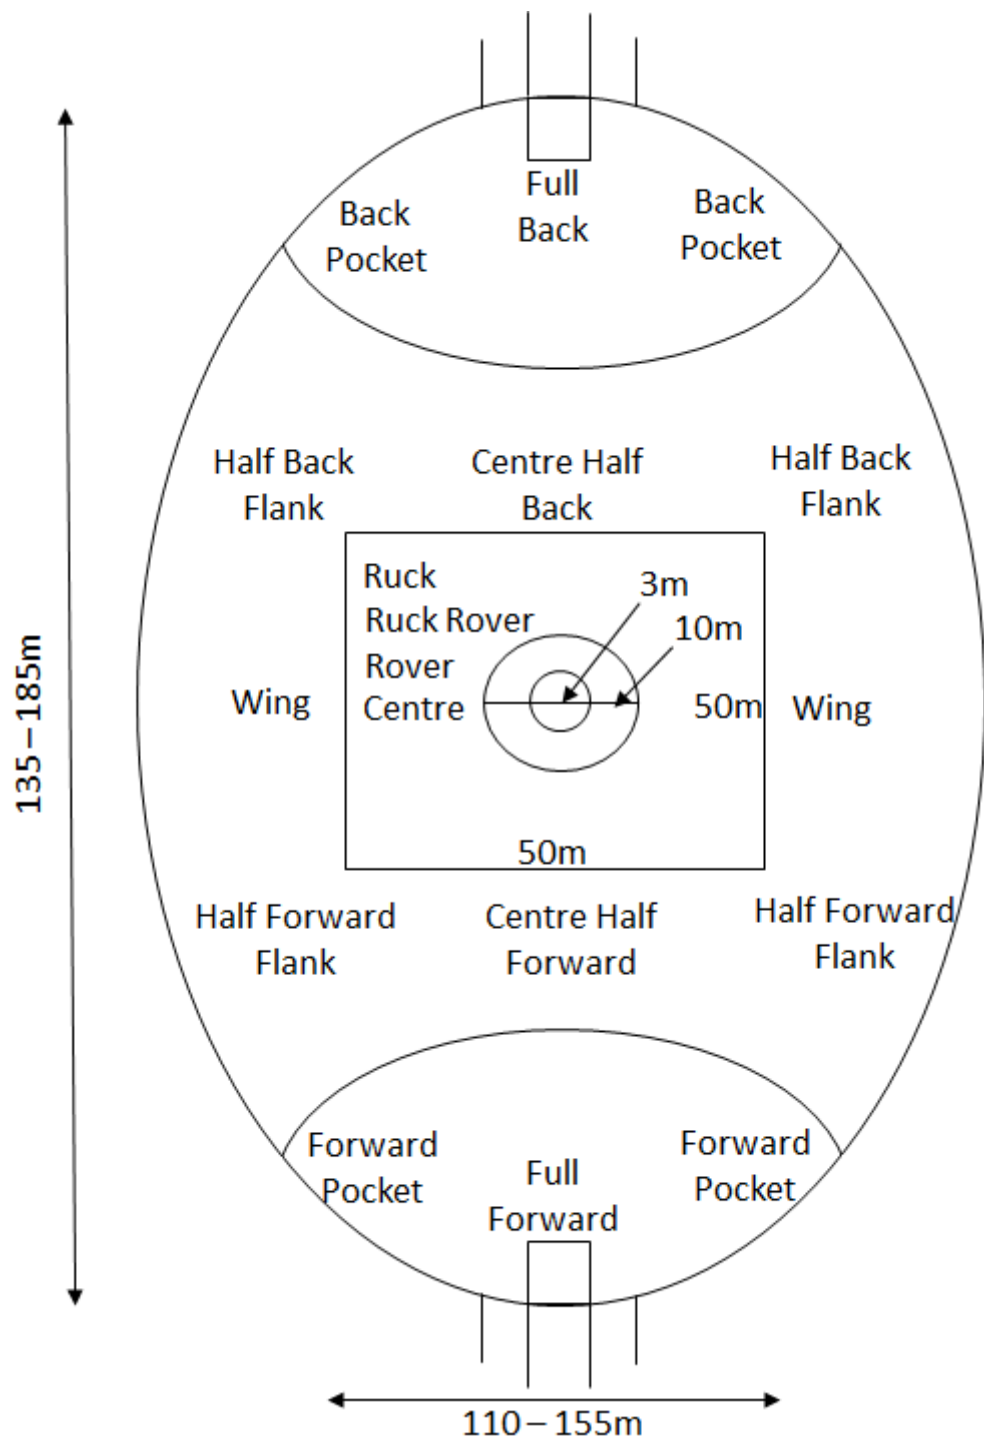 Full
Back
Back
Pocket
Back
Pocket
Half Back
Flank
Centre Half
Back
Half Back
Flank
Ruck
Ruck Rover
Rover
Centre
3m
10m
50m
50m
Wing
Wing
135 – 185m
Half Forward
Flank
Centre Half
Forward
Half Forward
Flank
Forward
Pocket
Full
Forward
Forward
Pocket
110 – 155m